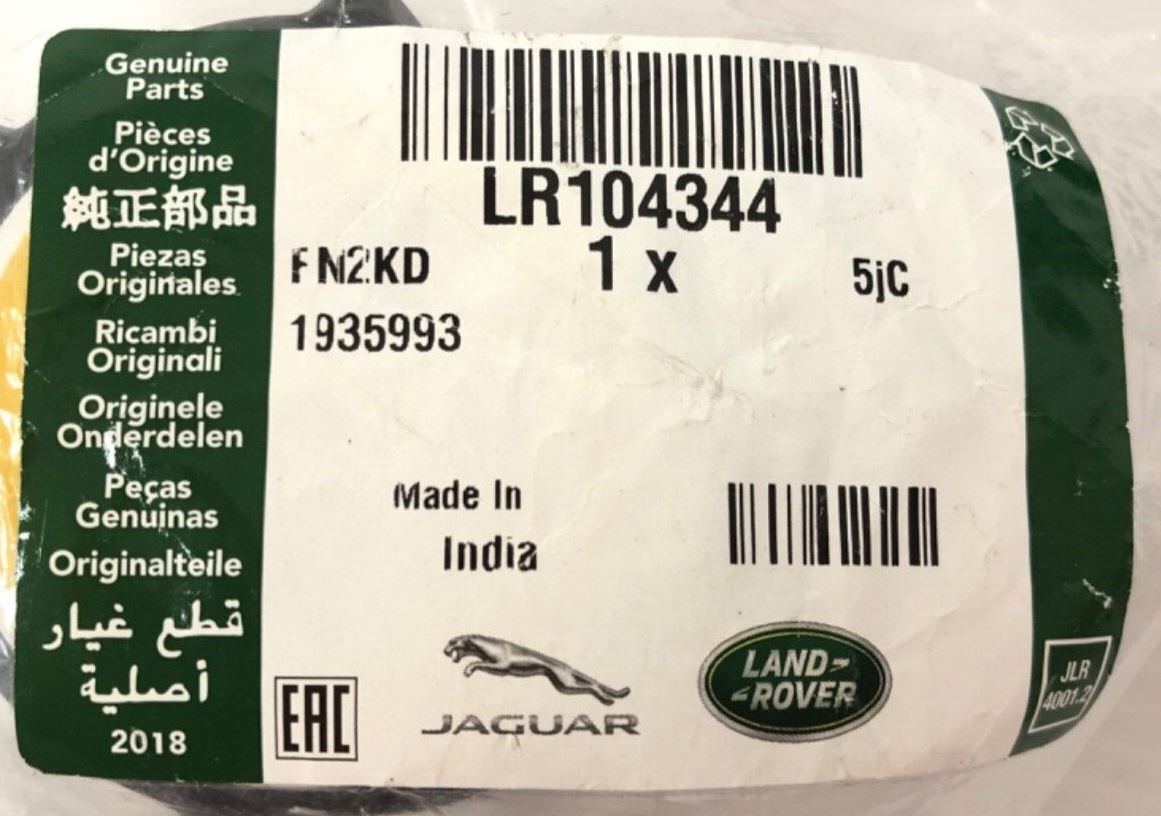 Genuine
Parts
Pièces
d'Origine
純正部品
Piezas
Originales
Ricambi
Originali
Originele
Onderdelen
Peças
Genuinas
Originalteile
قطع غيار
أصلية
2018
LR104344
FN2KD
1 x
5jC
1935993
Made In
India
EAC
JAGUAR
LAND-
-ROVER
JLR
4001.2